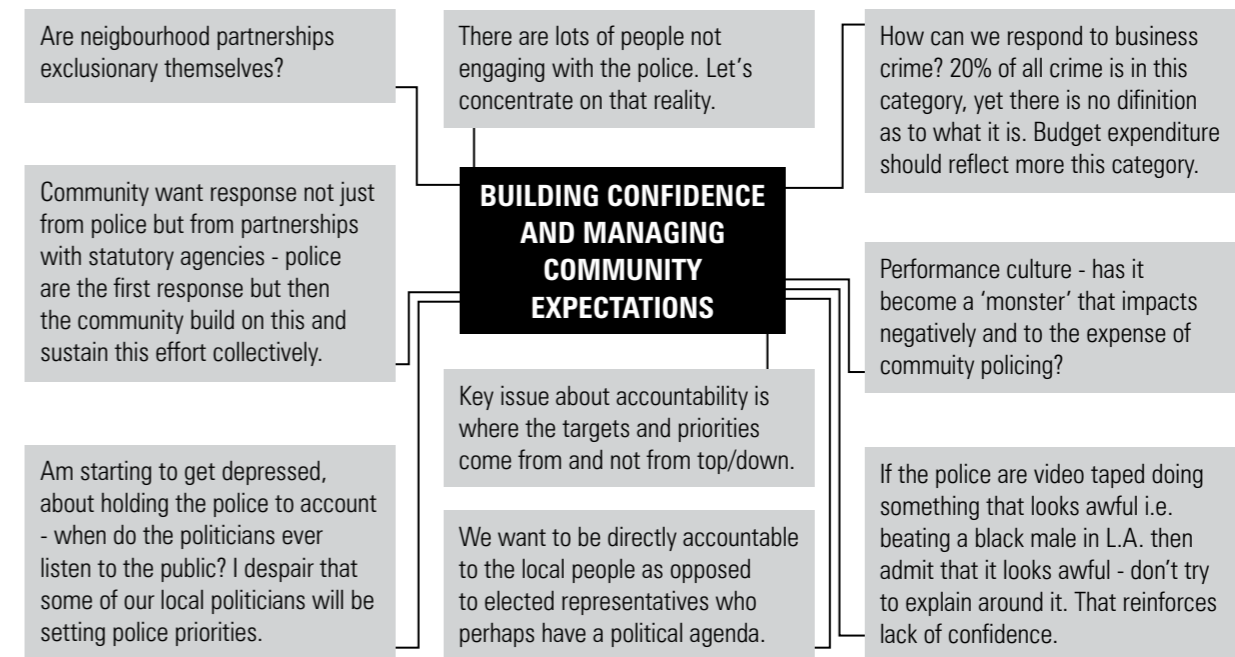 Are neigbourhood partnerships
exclusionary themselves?
There are lots of people not
engaging with the police. Let's
concentrate on that reality.
How can we respond to business
crime? 20% of all crime is in this
category, yet there is no difinition
as to what it is. Budget expenditure
should reflect more this category.
Community want response not just
from police but from partnerships
with statutory agencies - police
are the first response but then
the community build on this and
sustain this effort collectively.
BUILDING CONFIDENCE
AND MANAGING
COMMUNITY
EXPECTATIONS
Performance culture - has it
become a ‘monster’ that impacts
negatively and to the expense of
commuity policing?
Key issue about accountability is
where the targets and priorities
come from and not from top/down.
Am starting to get depressed,
about holding the police to account
- when do the politicians ever
listen to the public? I despair that
some of our local politicians will be
setting police priorities.
We want to be directly accountable
to the local people as opposed
to elected representatives who
perhaps have a political agenda.
If the police are video taped doing
something that looks awful i.e.
beating a black male in L.A. then
admit that it looks awful - don't try
to explain around it. That reinforces
lack of confidence.